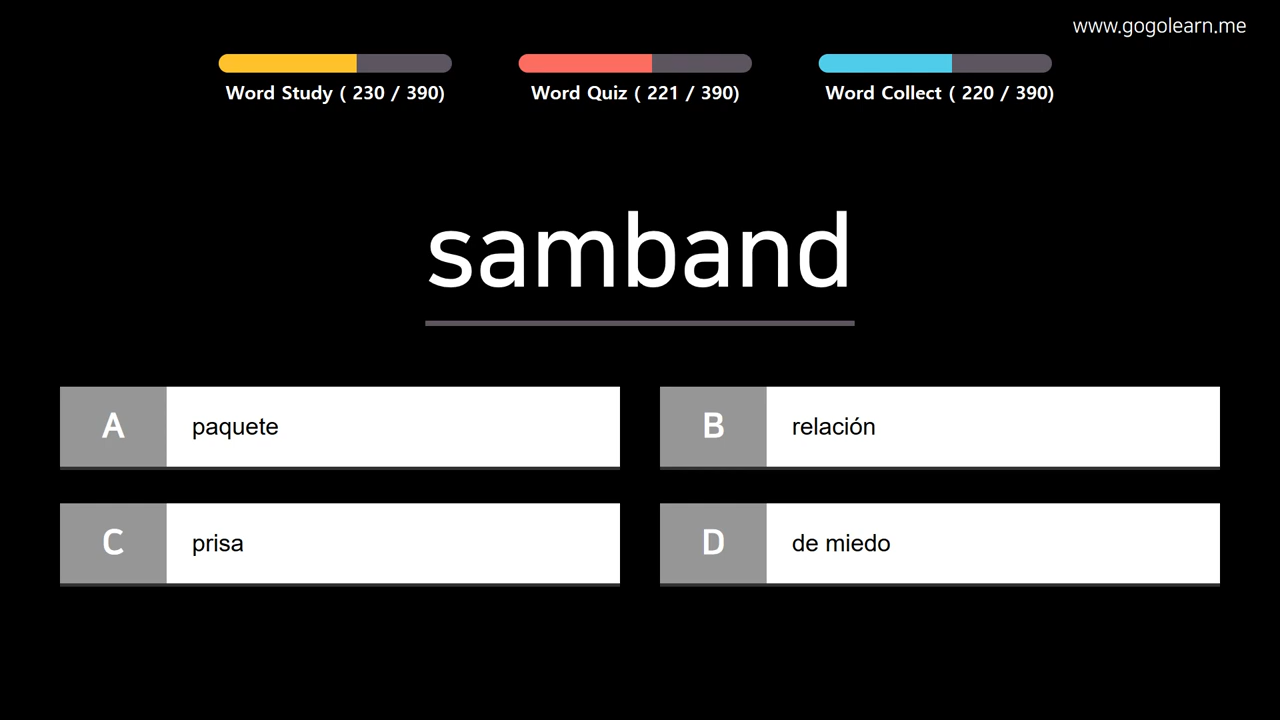 www.gogolearn.me
Word Study ( 230 / 390)
Word Quiz ( 221 / 390)
Word Collect ( 220 / 390)
samband
A paquete
B relación
C prisa
D de miedo